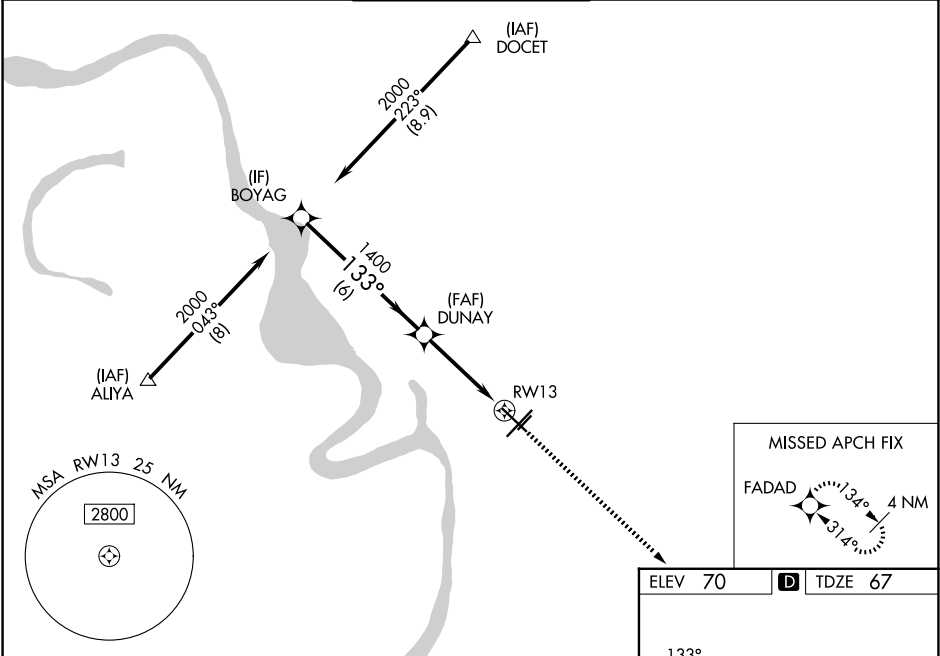 (IAF)
DOCET
2000
223°
(8.9)
(IF)
BOYAG
1400
133°
(6)
(FAF)
DUNAY
2000
043°
(8)
(IAF)
ALIYA
RW13
MSA RW13 25 NM
2800
MISSED APCH FIX
FADAD
134°
4 NM
314°
ELEV 70
D
TDZE 67
133°